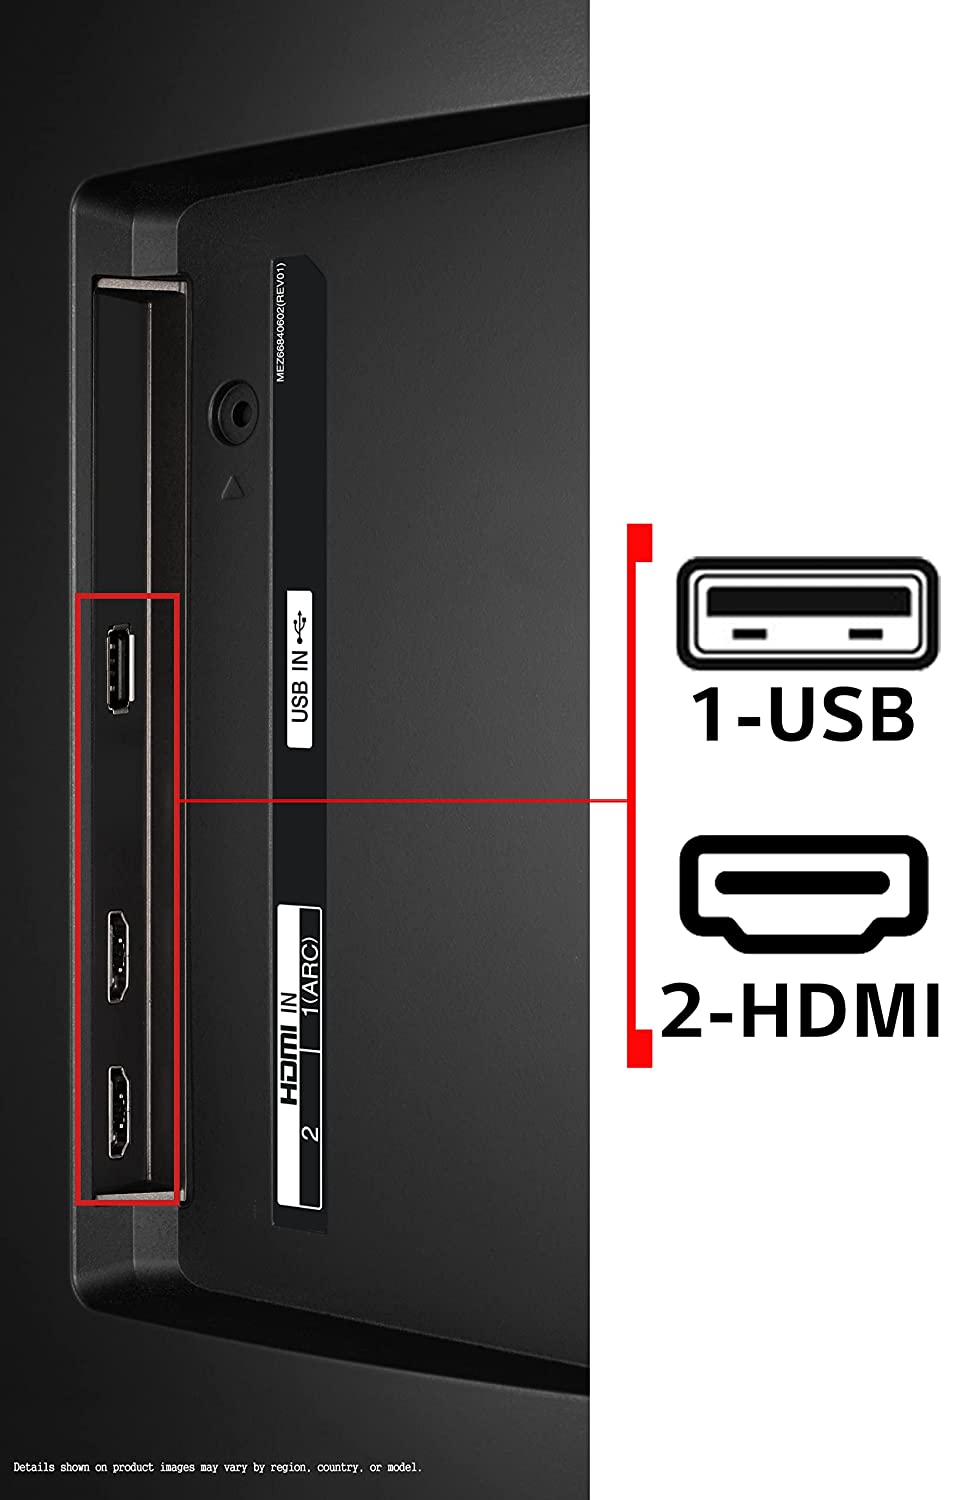 MEZ66840602(REV01)
USB IN
HDMI IN
2
1(ARC)
1-USB
2-HDMI
Details shown on product images may vary by region, country, or model.